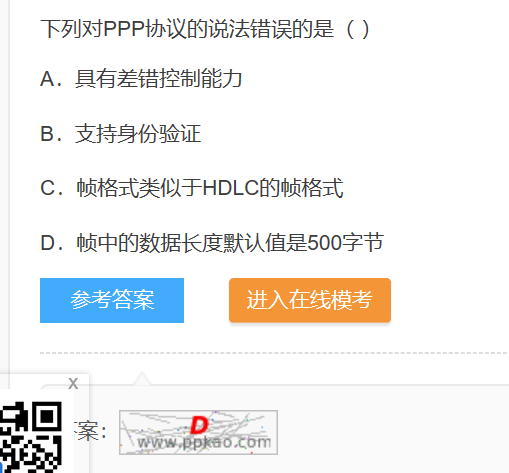 下列对PPP协议的说法错误的是（ ）
A．具有差错控制能力
B．支持身份验证
C．帧格式类似于HDLC的帧格式
D．帧中的数据长度默认值是500字节
参考答案
进入在线模考
x
案：
D
www.ppkao.com